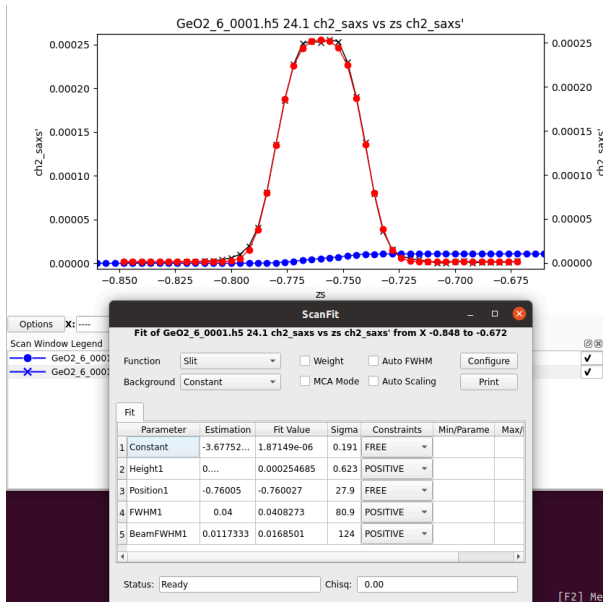 GeO2_6_0001.h5 24.1 ch2_saxs vs zs ch2_saxs'
0.00025
0.00020
0.00015
0.00010
0.00005
0.00000
ch2_saxs'
0.00025
0.00020
0.00015
0.00010
0.00005
0.00000
ch2_saxs'
−0.850 −0.825 −0.800 −0.775 −0.750 −0.725 −0.700 −0.675
zs
Options X: ----
Scan Window Legend
GeO2_6_0001
GeO2_6_0001
ScanFit
Fit of GeO2_6_0001.h5 24.1 ch2_saxs vs zs ch2_saxs' from X -0.848 to -0.672
Function Slit Weight Auto FWHM Configure
Background Constant MCA Mode Auto Scaling Print
Fit
Parameter Estimation Fit Value Sigma Constraints Min/Parame Max/
1 Constant -3.67752... 1.87149e-06 0.191 FREE
2 Height1 0.... 0.000254685 0.623 POSITIVE
3 Position1 -0.76005 -0.760027 27.9 FREE
4 FWHM1 0.04 0.0408273 80.9 POSITIVE
5 BeamFWHM1 0.0117333 0.0168501 124 POSITIVE
Status: Ready Chisq: 0.00
[F2] Me